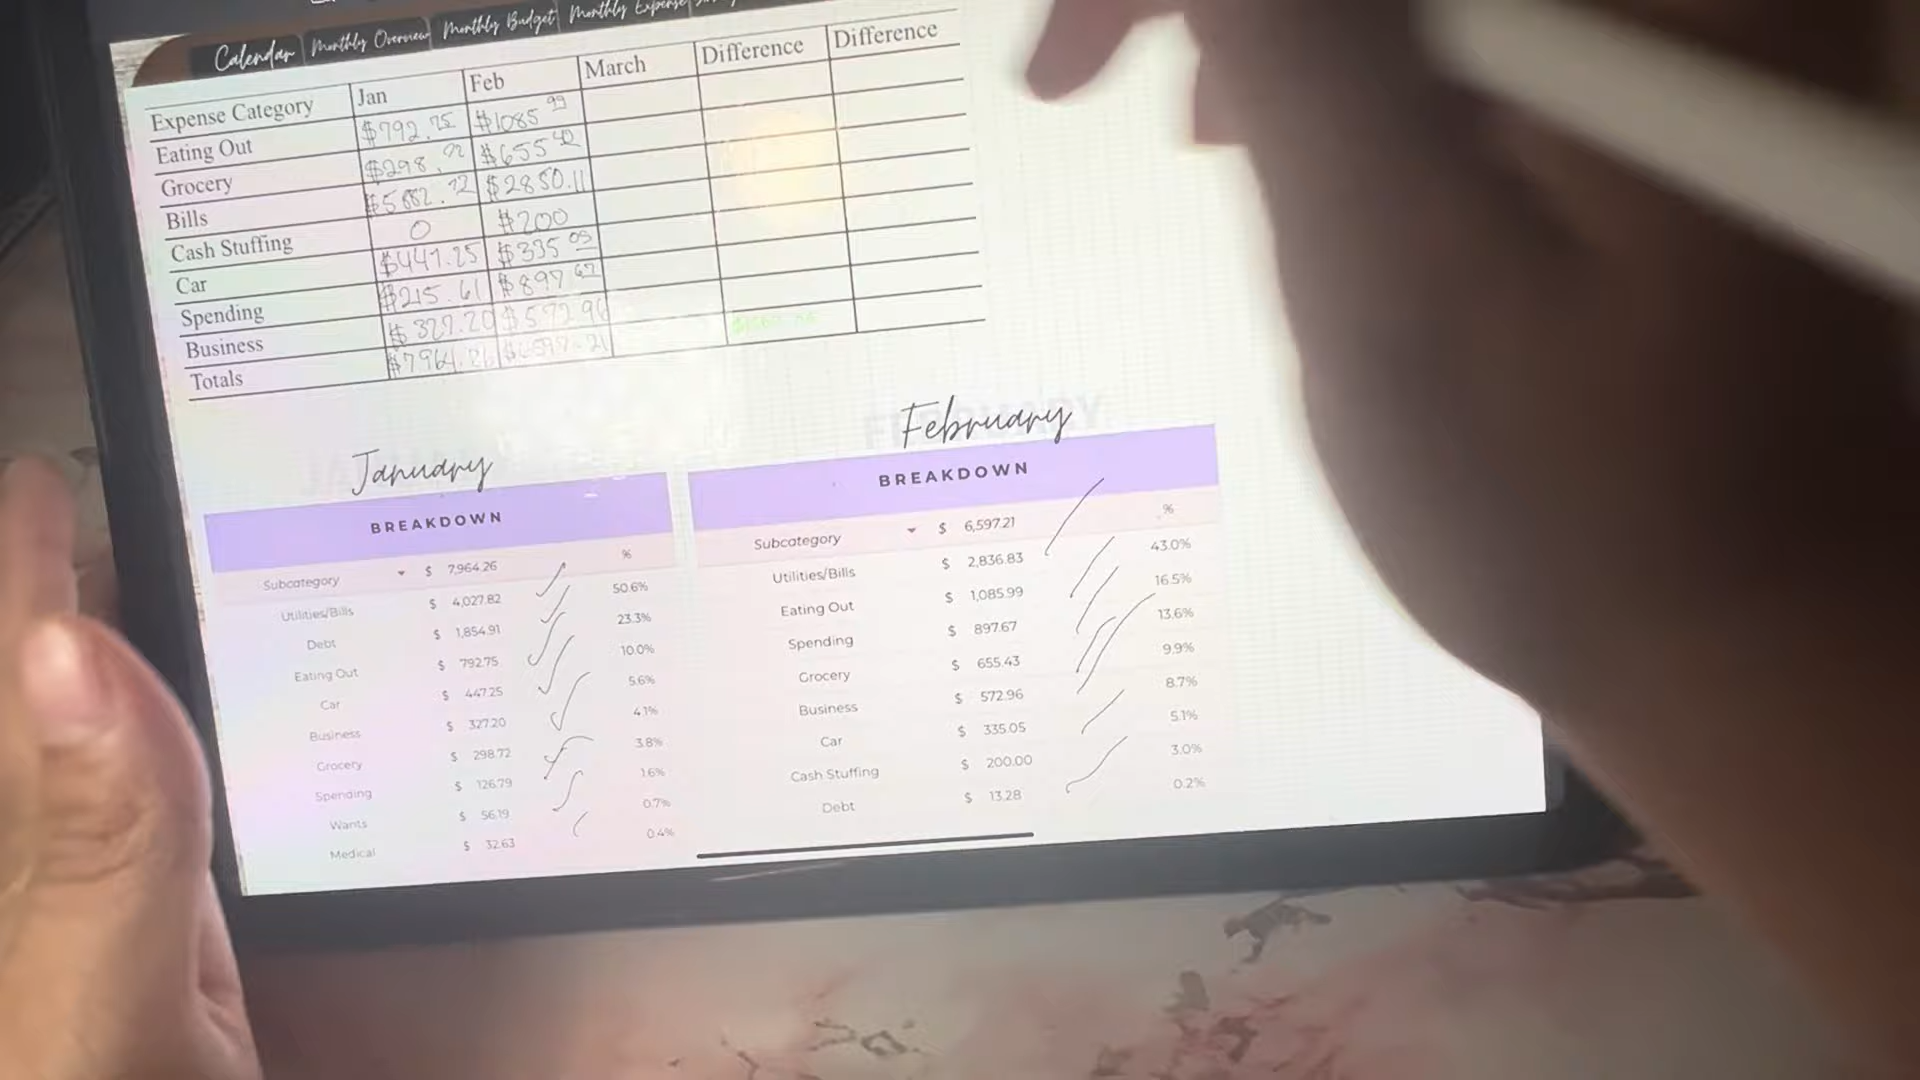 Calendar Monthly Overview Monthly Budget Monthly Expense
Expense Category Jan Feb March Difference Difference
Eating Out $792.75 $1085 99
Grocery $298.72 $655 42
Bills $5882.72 $2850.11
Cash Stuffing 0 $200
Car $447.25 $335 05
Spending $215.61 $897 67
Business $327.20 $572.96
Totals $7964.26 $6597.21
January
BREAKDOWN
Subcategory $ 7,964.26 %
Utilities/Bills $ 4,027.82 50.6%
Debt $ 1,854.91 23.3%
Eating Out $ 792.75 10.0%
Car $ 447.25 5.6%
Business $ 327.20 4.1%
Grocery $ 298.72 3.8%
Spending $ 126.79 1.6%
Wants $ 56.19 0.7%
Medical $ 32.63 0.4%
February
BREAKDOWN
Subcategory $ 6,597.21 %
Utilities/Bills $ 2,836.83 43.0%
Eating Out $ 1,085.99 16.5%
Spending $ 897.67 13.6%
Grocery $ 655.43 9.9%
Business $ 572.96 8.7%
Car $ 335.05 5.1%
Cash Stuffing $ 200.00 3.0%
Debt $ 13.28 0.2%